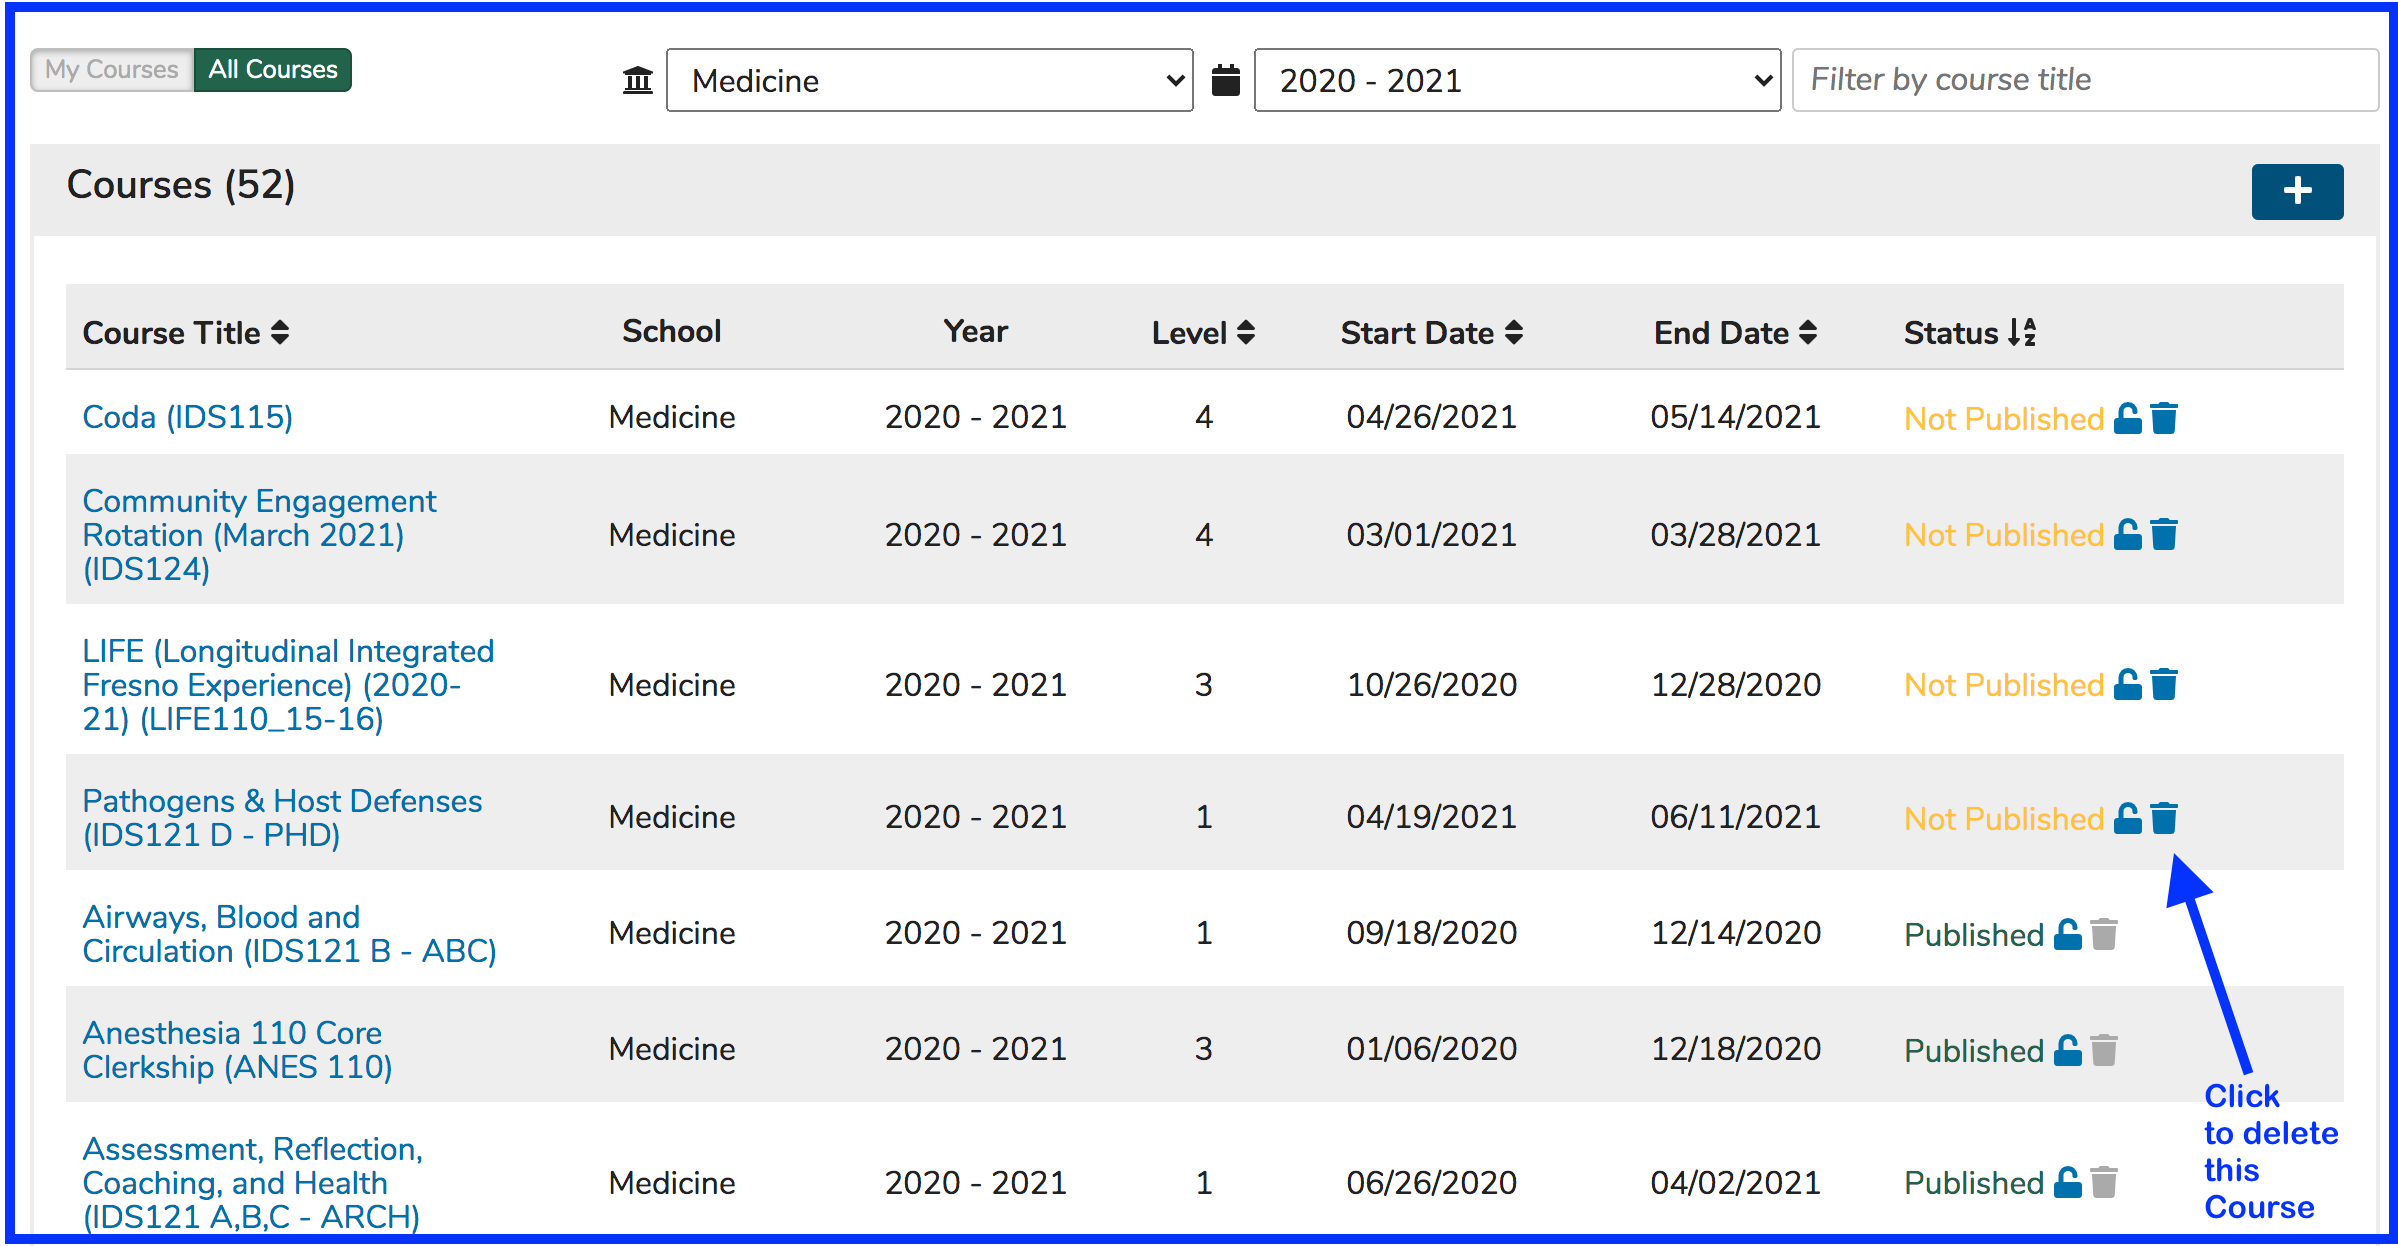 My Courses All Courses Medicine 2020 - 2021 Filter by course title
Courses (52)
Course Title School Year Level Start Date End Date Status
Coda (IDS115) Medicine 2020 - 2021 4 04/26/2021 05/14/2021 Not Published
Community Engagement
Rotation (March 2021) Medicine 2020 - 2021 4 03/01/2021 03/28/2021 Not Published
(IDS124)
LIFE (Longitudinal Integrated
Fresno Experience) (2020- Medicine 2020 - 2021 3 10/26/2020 12/28/2020 Not Published
21) (LIFE110_15-16)
Pathogens & Host Defenses
(IDS121 D - PHD) Medicine 2020 - 2021 1 04/19/2021 06/11/2021 Not Published
Airways, Blood and
Circulation (IDS121 B - ABC) Medicine 2020 - 2021 1 09/18/2020 12/14/2020 Published
Anesthesia 110 Core
Clerkship (ANES 110) Medicine 2020 - 2021 3 01/06/2020 12/18/2020 Published
Assessment, Reflection,
Coaching, and Health Medicine 2020 - 2021 1 06/26/2020 04/02/2021 Published
(IDS121 A,B,C - ARCH)
Click
to delete
this
Course